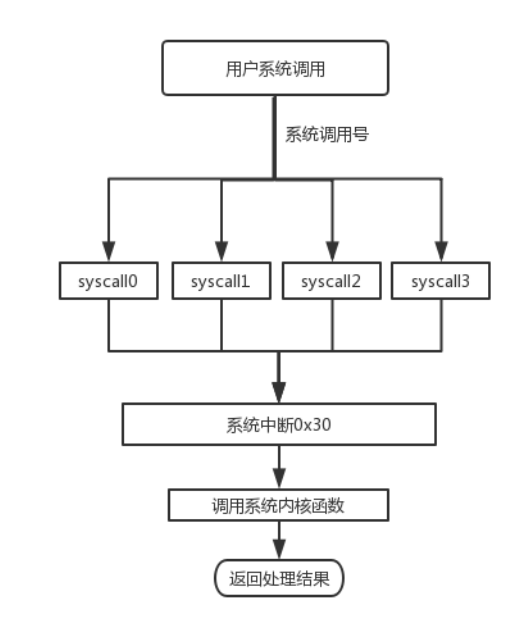 用户系统调用
系统调用号
syscall0
syscall1
syscall2
syscall3
系统中断0x30
调用系统内核函数
返回处理结果